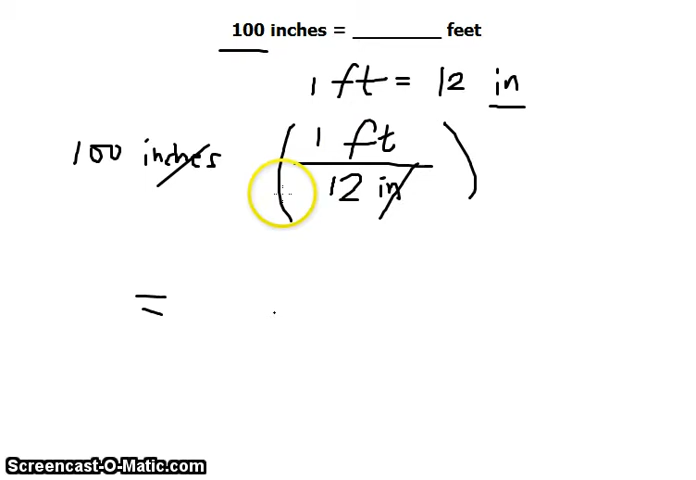 100 inches = ________ feet
1 ft = 12 in
100 inches ( 1 ft
12 in )
=
Screencast-O-Matic.com